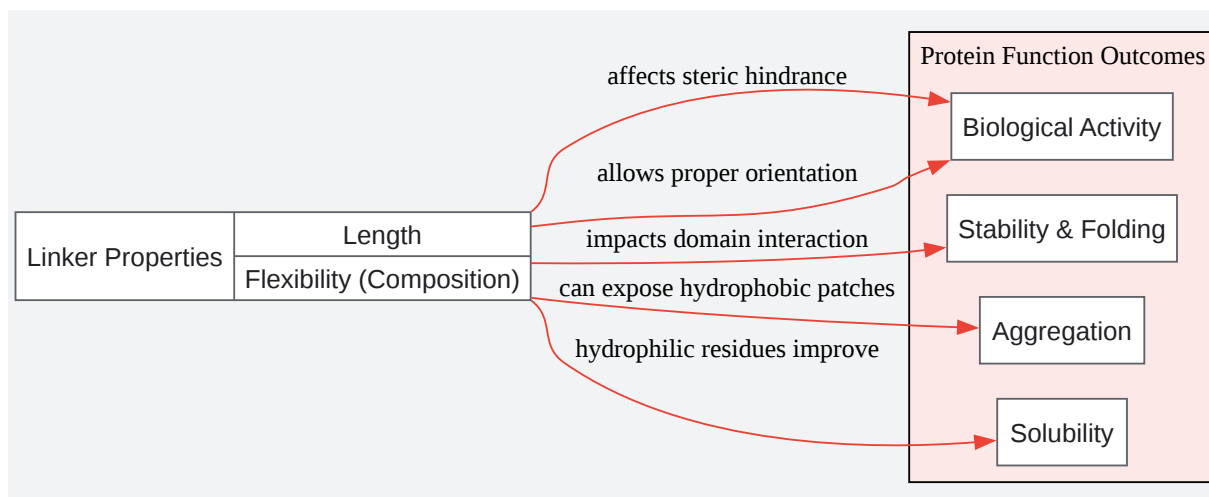 Protein Function Outcomes
affects steric hindrance
Biological Activity
allows proper orientation
Linker Properties
Length
Flexibility (Composition)
impacts domain interaction
Stability & Folding
can expose hydrophobic patches
Aggregation
hydrophilic residues improve
Solubility